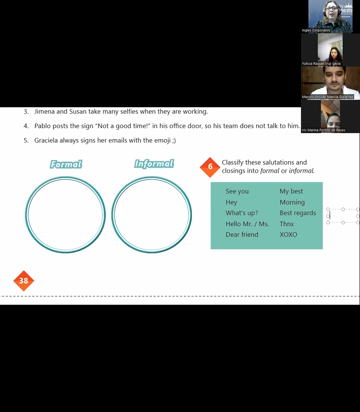 3. Jimena and Susan take many selfies when they are working.
4. Pablo posts the sign "Not a good time!" in his office door, so his team does not talk to him.
5. Graciela always signs her emails with the emoji ;)
Formal
Informal
6 Classify these salutations and
closings into formal or informal.
See you My best
Hey Morning
What's up? Best regards
Hello Mr. / Ms. Thnx
Dear friend XOXO
38